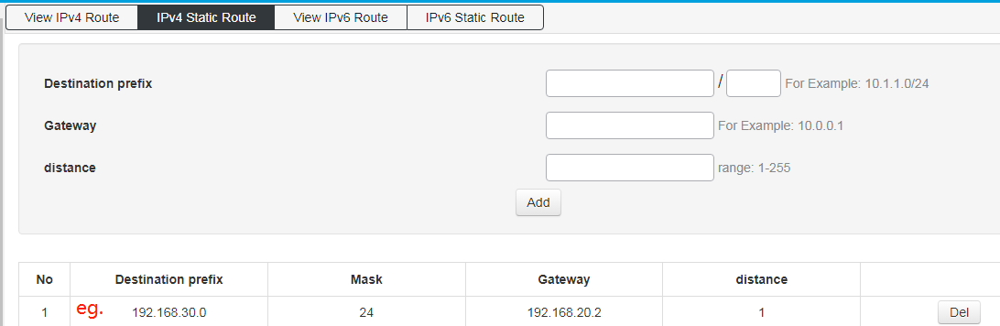 View IPv4 Route IPv4 Static Route View IPv6 Route IPv6 Static Route
Destination prefix / For Example: 10.1.1.0/24
Gateway For Example: 10.0.0.1
distance range: 1-255
Add
No Destination prefix Mask Gateway distance
1 eg. 192.168.30.0 24 192.168.20.2 1 Del